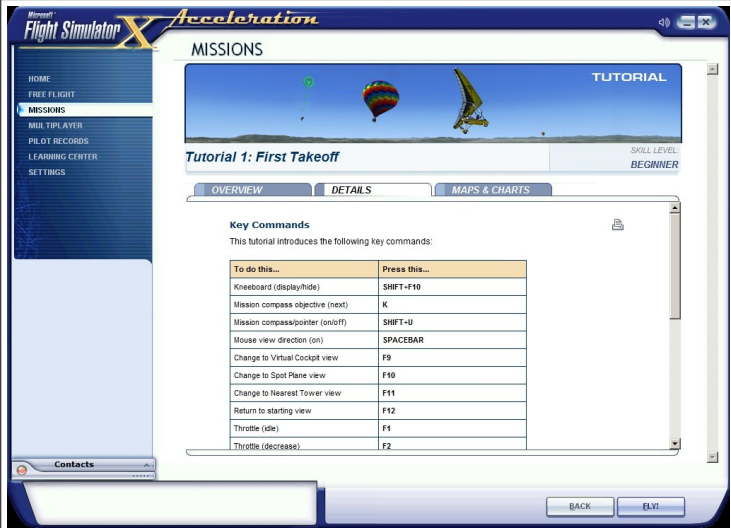 Microsoft
Flight Simulator X
Acceleration
MISSIONS
HOME
FREE FLIGHT
MISSIONS
MULTIPLAYER
PILOT RECORDS
LEARNING CENTER
SETTINGS
TUTORIAL
Tutorial 1: First Takeoff
SKILL LEVEL:
BEGINNER
OVERVIEW DETAILS MAPS & CHARTS
Key Commands
This tutorial introduces the following key commands:
To do this... Press this...
Kneeboard (display/hide) SHIFT+F10
Mission compass objective (next) K
Mission compass/pointer (on/off) SHIFT+U
Mouse view direction (on) SPACEBAR
Change to Virtual Cockpit view F9
Change to Spot Plane view F10
Change to Nearest Tower view F11
Return to starting view F12
Throttle (idle) F1
Throttle (decrease) F2
Contacts
BACK FLY!